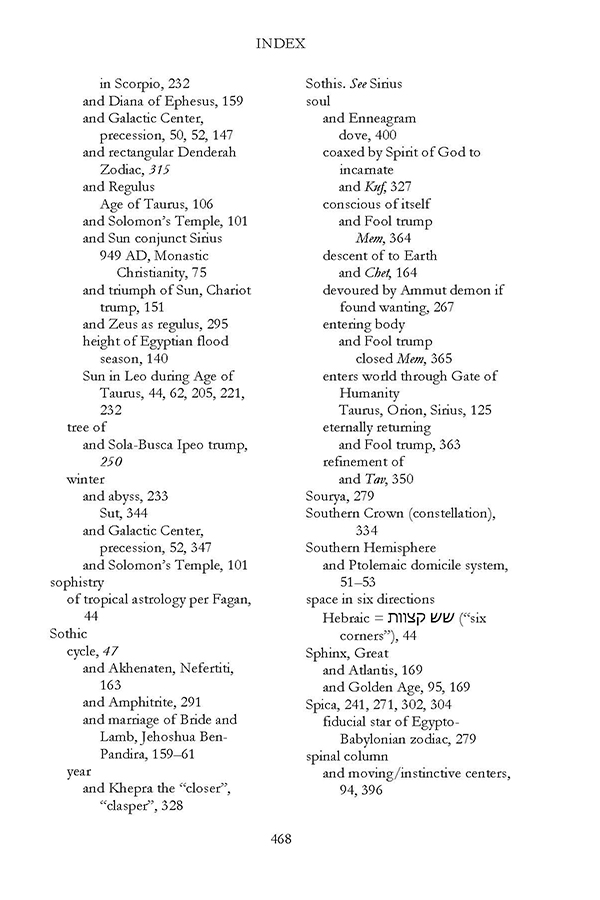 INDEX
in Scorpio, 232
and Diana of Ephesus, 159
and Galactic Center,
precession, 50, 52, 147
and rectangular Denderah
Zodiac, 315
and Regulus
Age of Taurus, 106
and Solomon's Temple, 101
and Sun conjunct Sirius
949 AD, Monastic
Christianity, 75
and triumph of Sun, Chariot
trump, 151
and Zeus as regulus, 295
height of Egyptian flood
season, 140
Sun in Leo during Age of
Taurus, 44, 62, 205, 221,
232
tree of
and Sola-Busca Ipeo trump,
250
winter
and abyss, 233
Sut, 344
and Galactic Center,
precession, 52, 347
and Solomon's Temple, 101
sophistry
of tropical astrology per Fagan,
44
Sothic
cycle, 47
and Akhenaten, Nefertiti,
163
and Amphitrite, 291
and marriage of Bride and
Lamb, Jehoshua Ben-
Pandira, 159–61
year
and Khepra the “closer”,
“clasper”, 328
Sothis. See Sirius
soul
and Enneagram
dove, 400
coaxed by Spirit of God to
incarnate
and Kuf, 327
conscious of itself
and Fool trump
Mem, 364
descent of to Earth
and Chet, 164
devoured by Ammut demon if
found wanting, 267
entering body
and Fool trump
closed Mem, 365
enters world through Gate of
Humanity
Taurus, Orion, Sirius, 125
eternally returning
and Fool trump, 363
refinement of
and Tav, 350
Sourya, 279
Southern Crown (constellation),
334
Southern Hemisphere
and Ptolemaic domicile system,
51–53
space in six directions
Hebraic = שש קצוות (“six
corners”), 44
Sphinx, Great
and Atlantis, 169
and Golden Age, 95, 169
Spica, 241, 271, 302, 304
fiducial star of Egypto-
Babylonian zodiac, 279
spinal column
and moving/instinctive centers,
94, 396
468